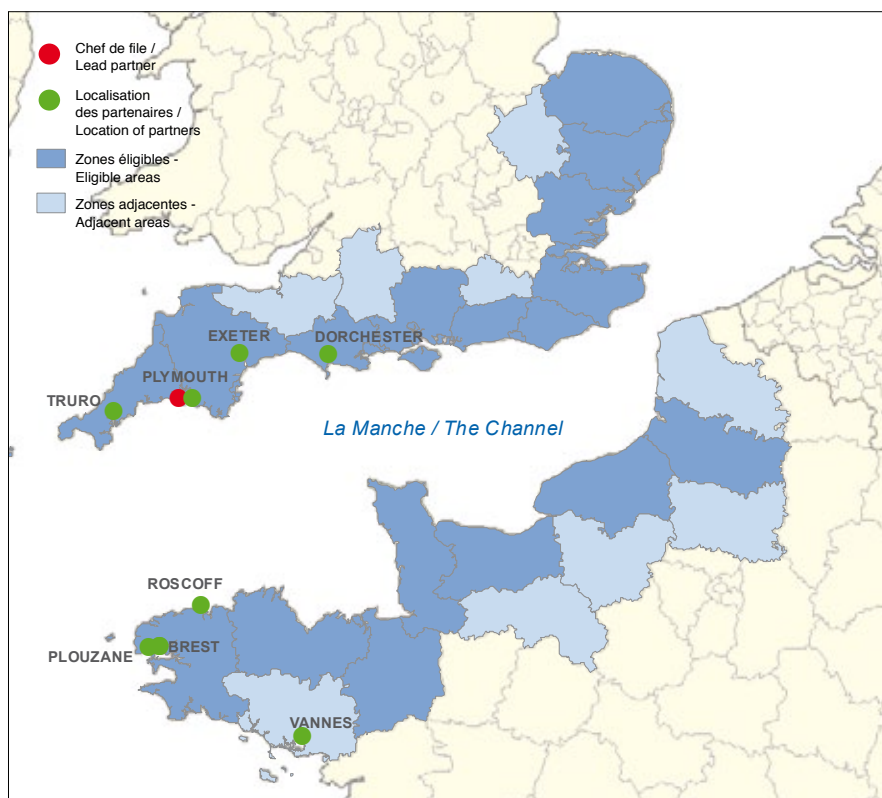 Chef de file /
Lead partner
Localisation
des partenaires /
Location of partners
Zones éligibles -
Eligible areas
Zones adjacentes -
Adjacent areas
EXETER
DORCHESTER
PLYMOUTH
TRURO
La Manche / The Channel
ROSCOFF
BREST
PLOUZANE
VANNES